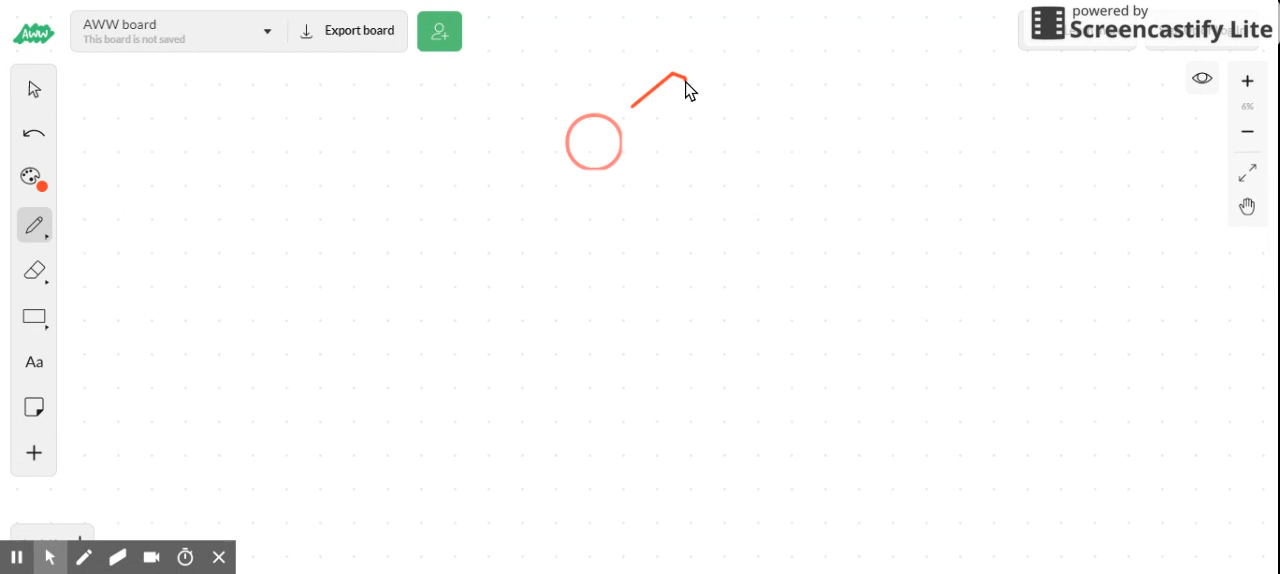 AWW
AWW board
This board is not saved
Export board
powered by
Screencastify Lite
6%
Aa